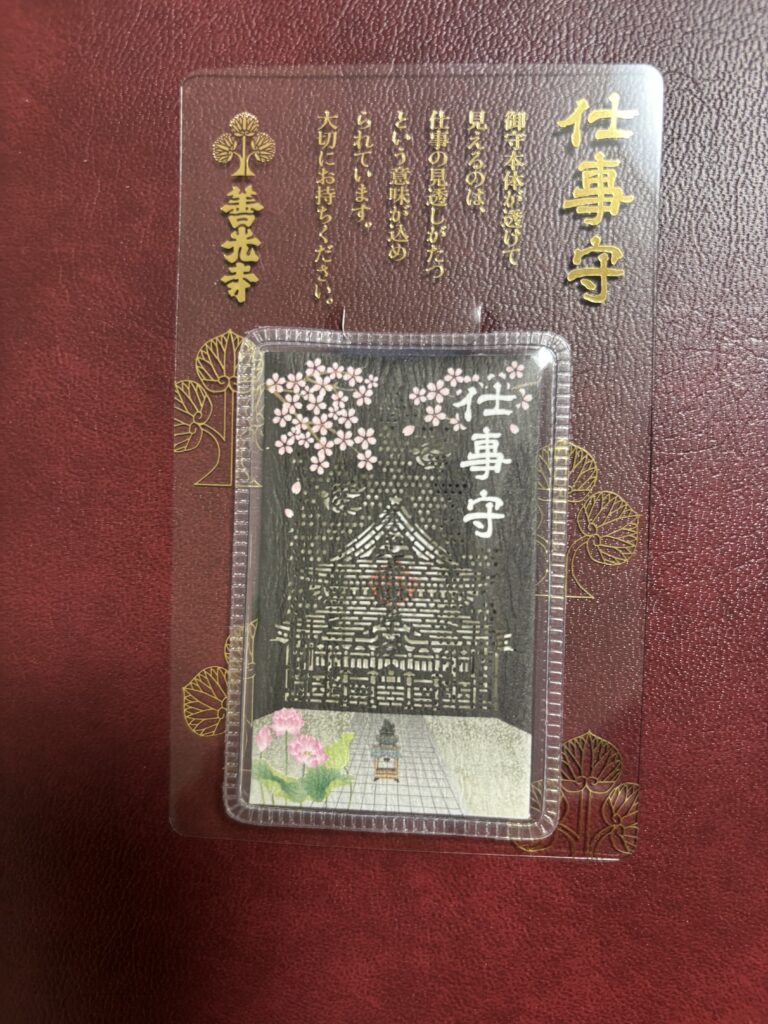 仕事守
御守本体が透けて
見えるのは、
仕事の見透しがたつ
という意味が込め
られています。
大切にお持ちください。
善光寺
仕事守